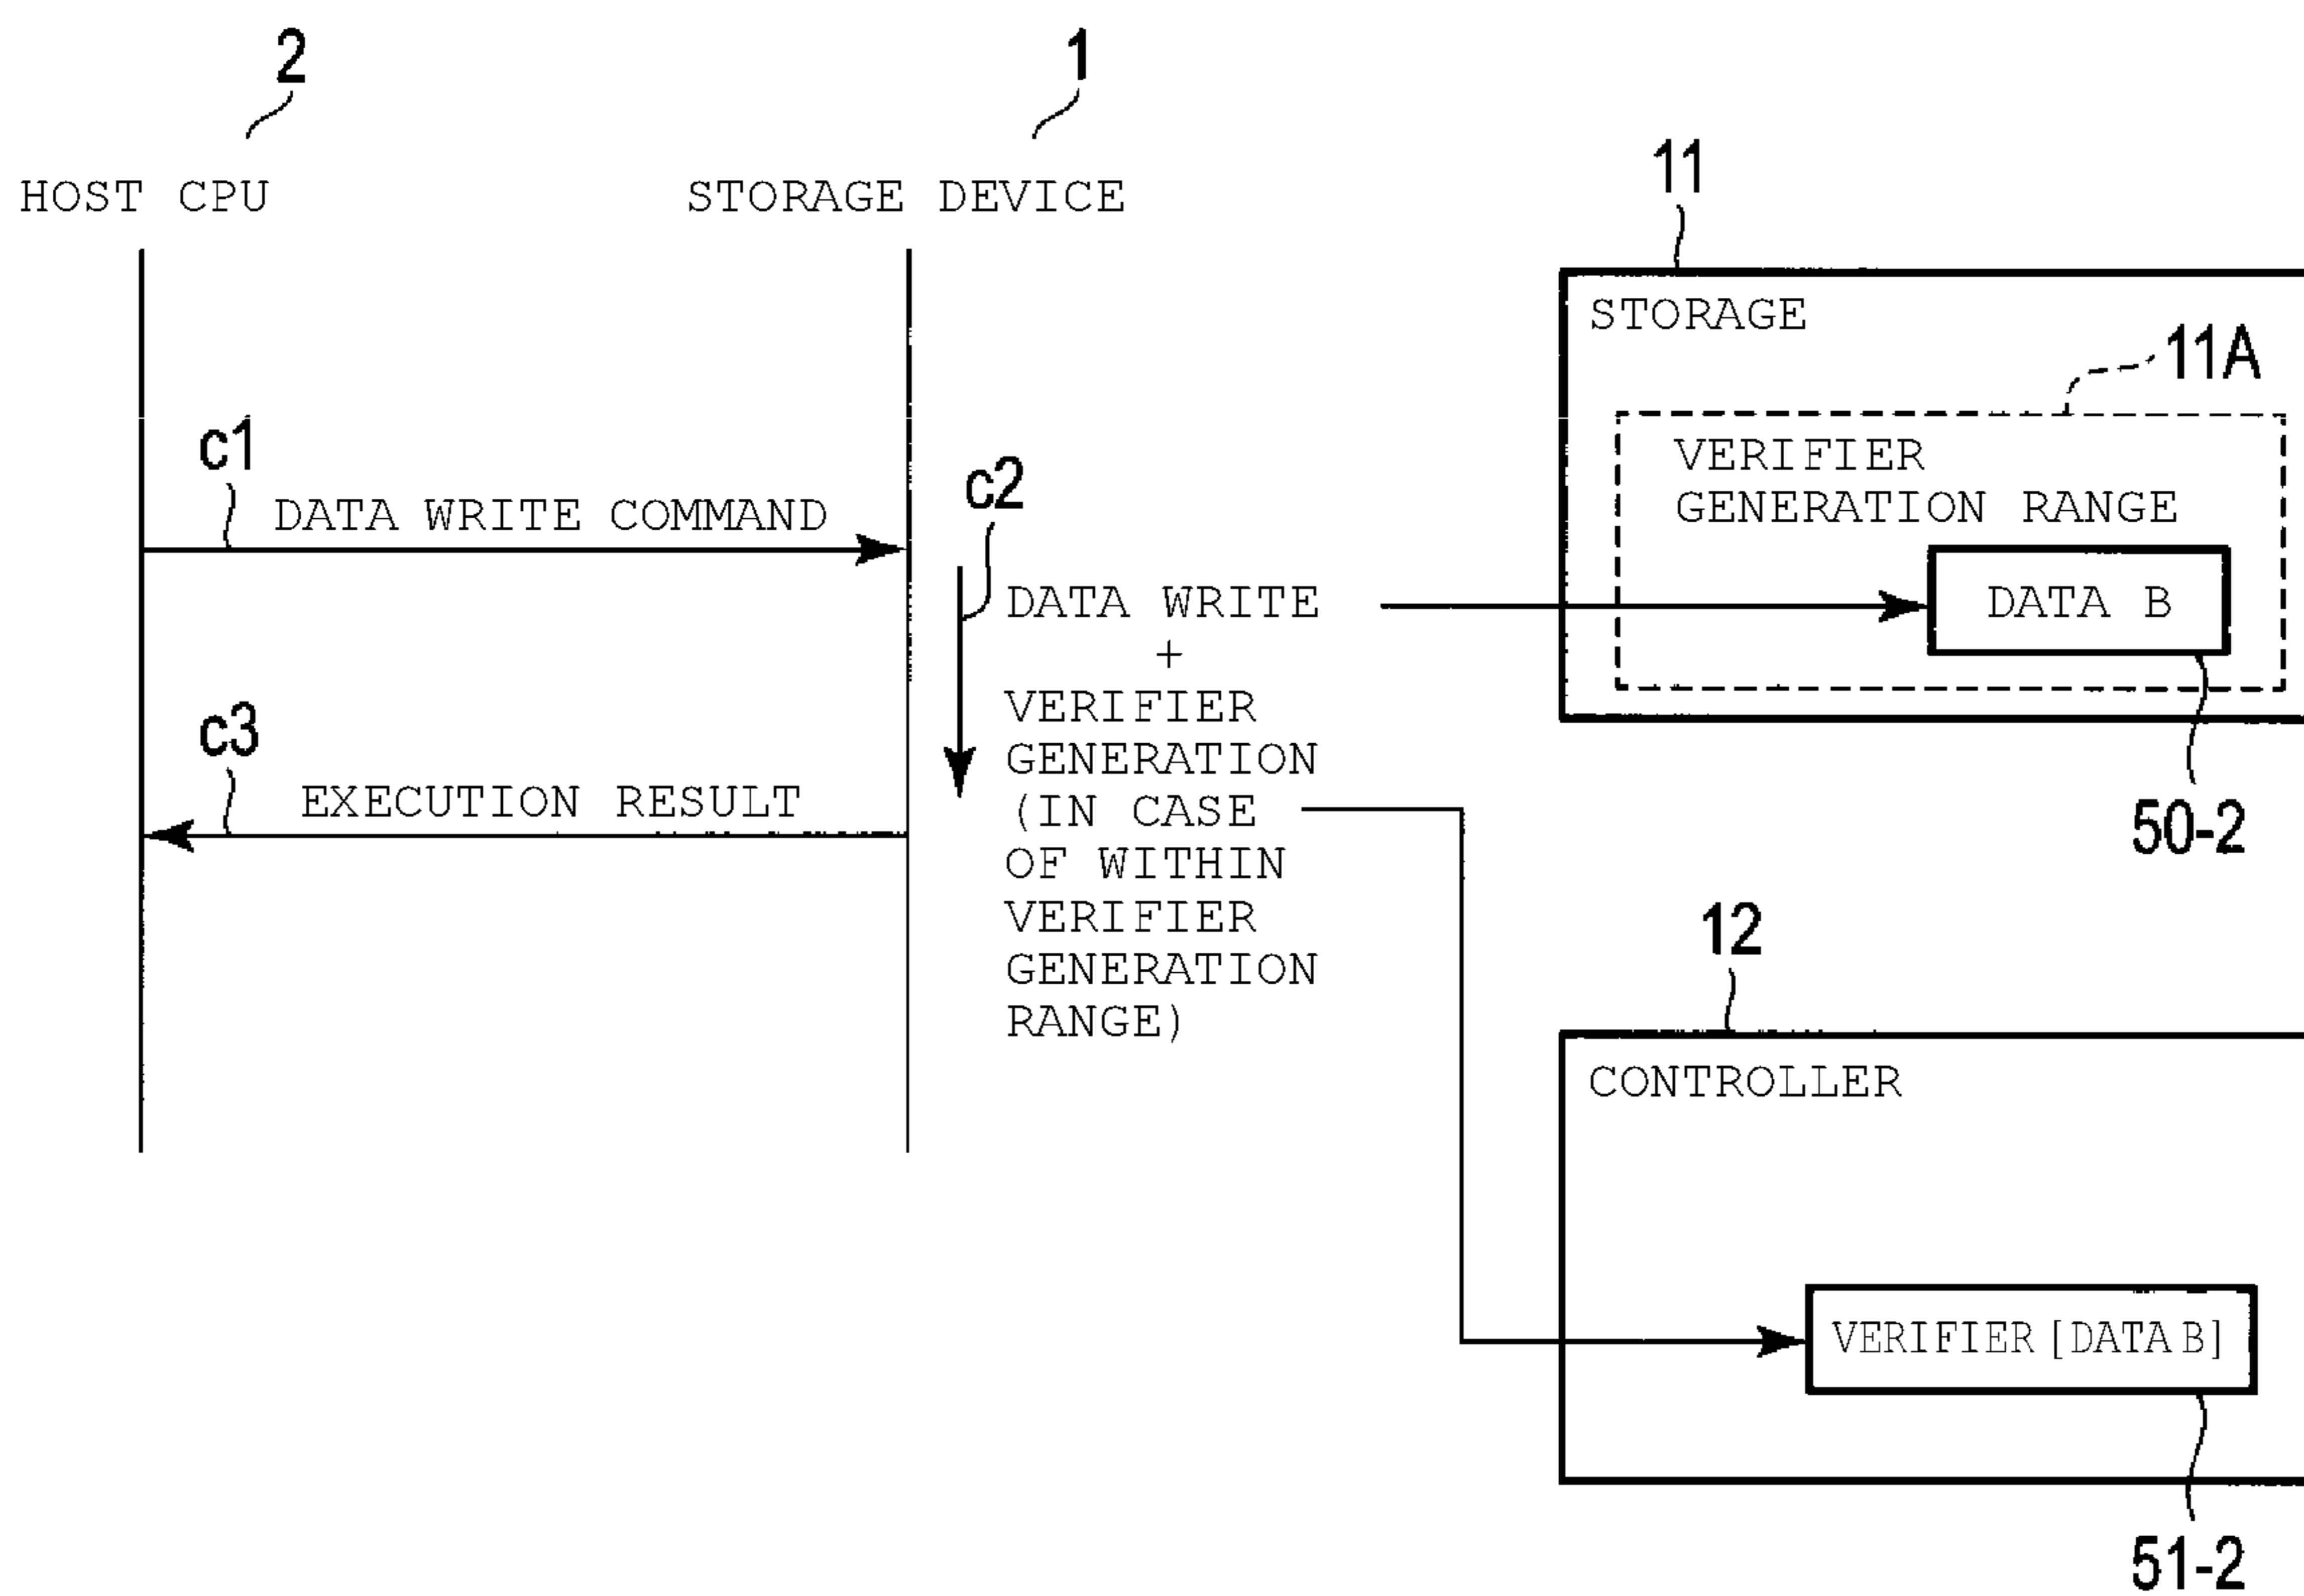 2
1
HOST CPU
STORAGE DEVICE
11
STORAGE
11A
VERIFIER
GENERATION RANGE
c1
DATA WRITE COMMAND
c2
DATA WRITE
+
VERIFIER
GENERATION
(IN CASE
OF WITHIN
VERIFIER
GENERATION
RANGE)
DATA B
50-2
c3
EXECUTION RESULT
12
CONTROLLER
VERIFIER [DATA B]
51-2